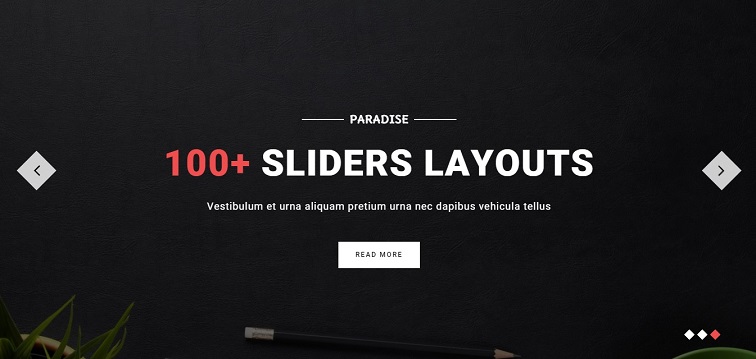 PARADISE
100+ SLIDERS LAYOUTS
Vestibulum et urna aliquam pretium urna nec dapibus vehicula tellus
READ MORE